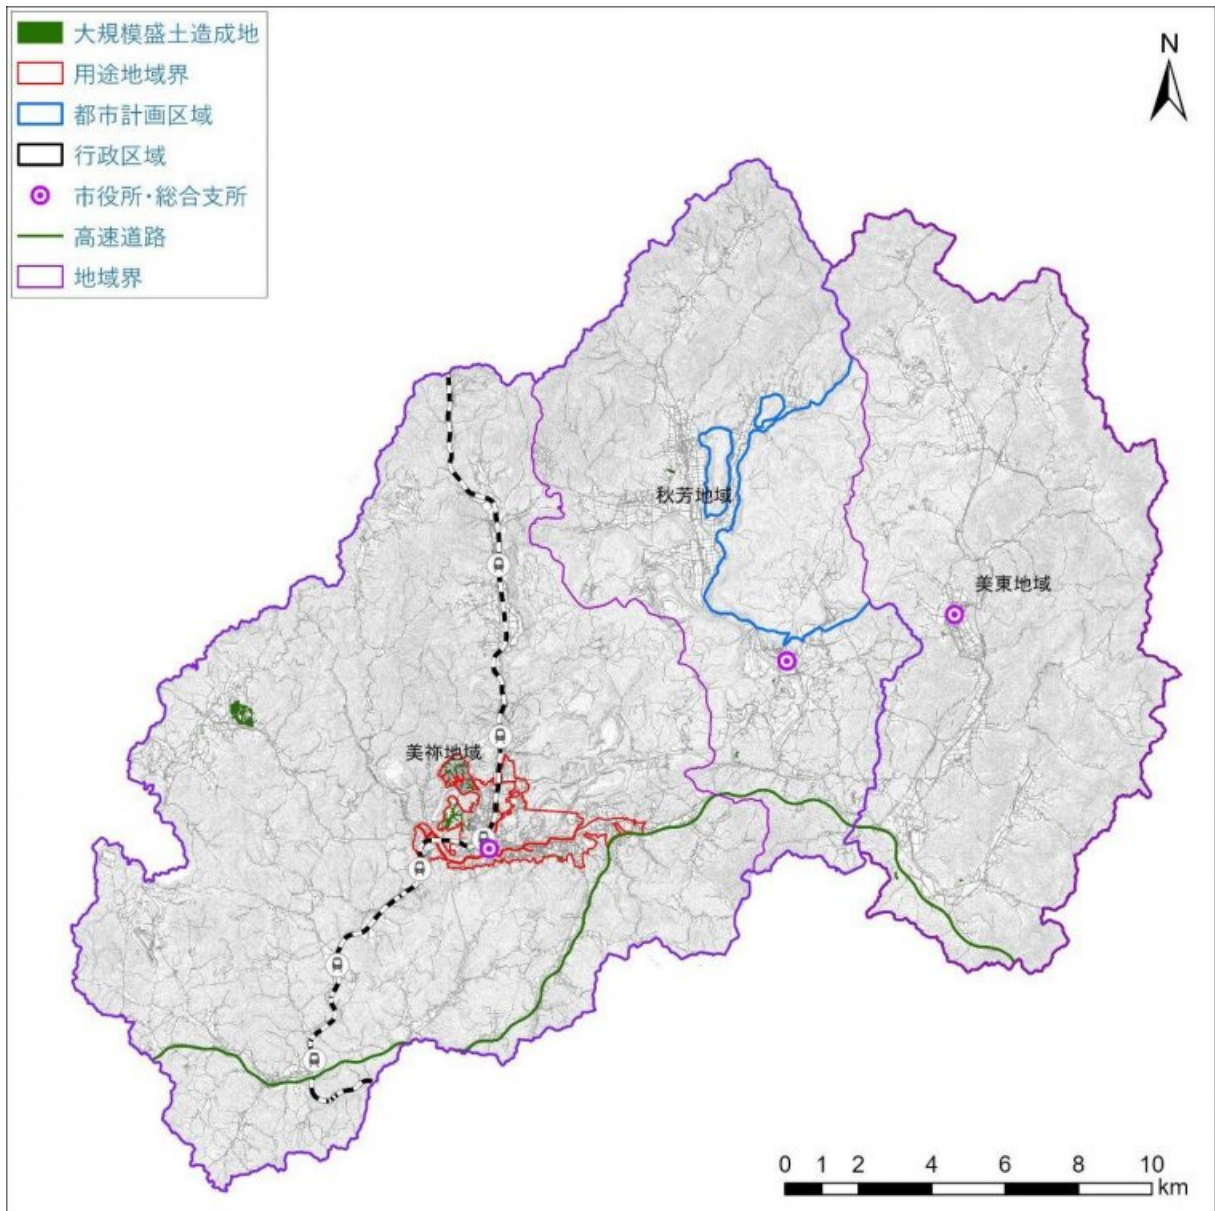 大規模盛土造成地
用途地域界
都市計画区域
行政区域
市役所・総合支所
高速道路
地域界
N
秋芳地域
美東地域
美祢地域
0 1 2 4 6 8 10
km